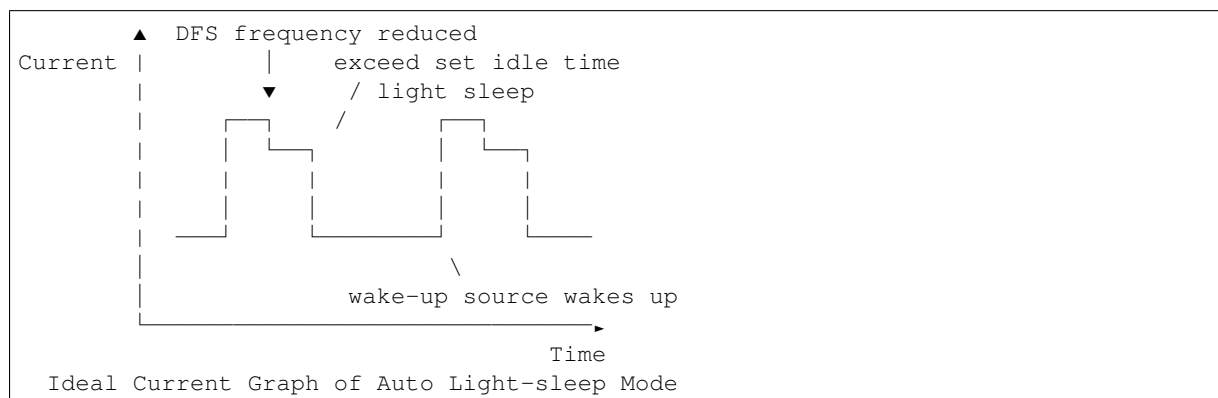 DFS frequency reduced
Current
exceed set idle time
light sleep
wake-up source wakes up
Time
Ideal Current Graph of Auto Light-sleep Mode